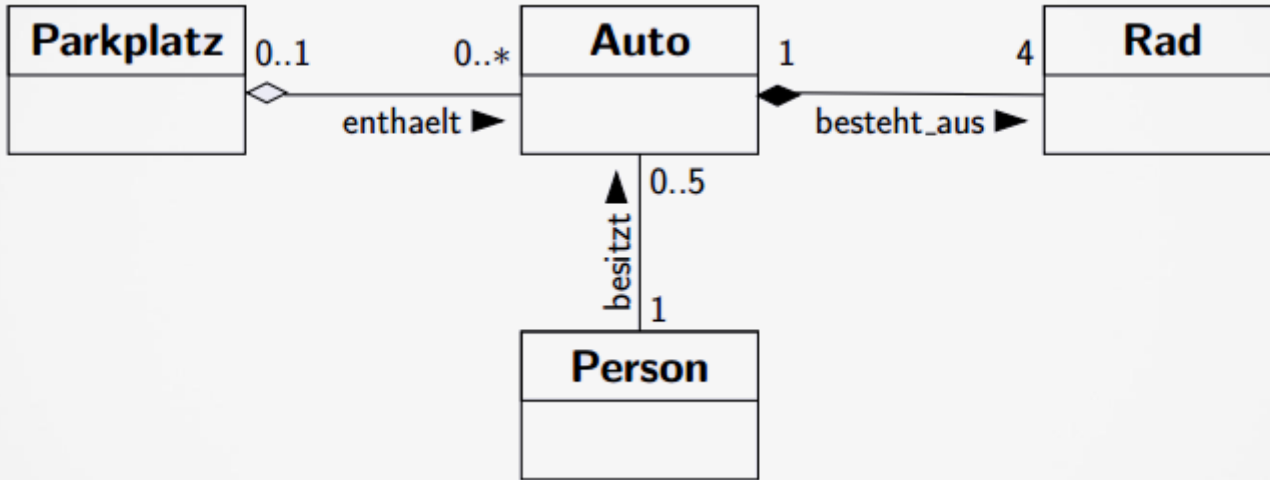 Parkplatz
0..1
0..*
Auto
1
4
Rad
enthaelt ►
besteht_aus ►
0..5
besitzt ►
1
Person